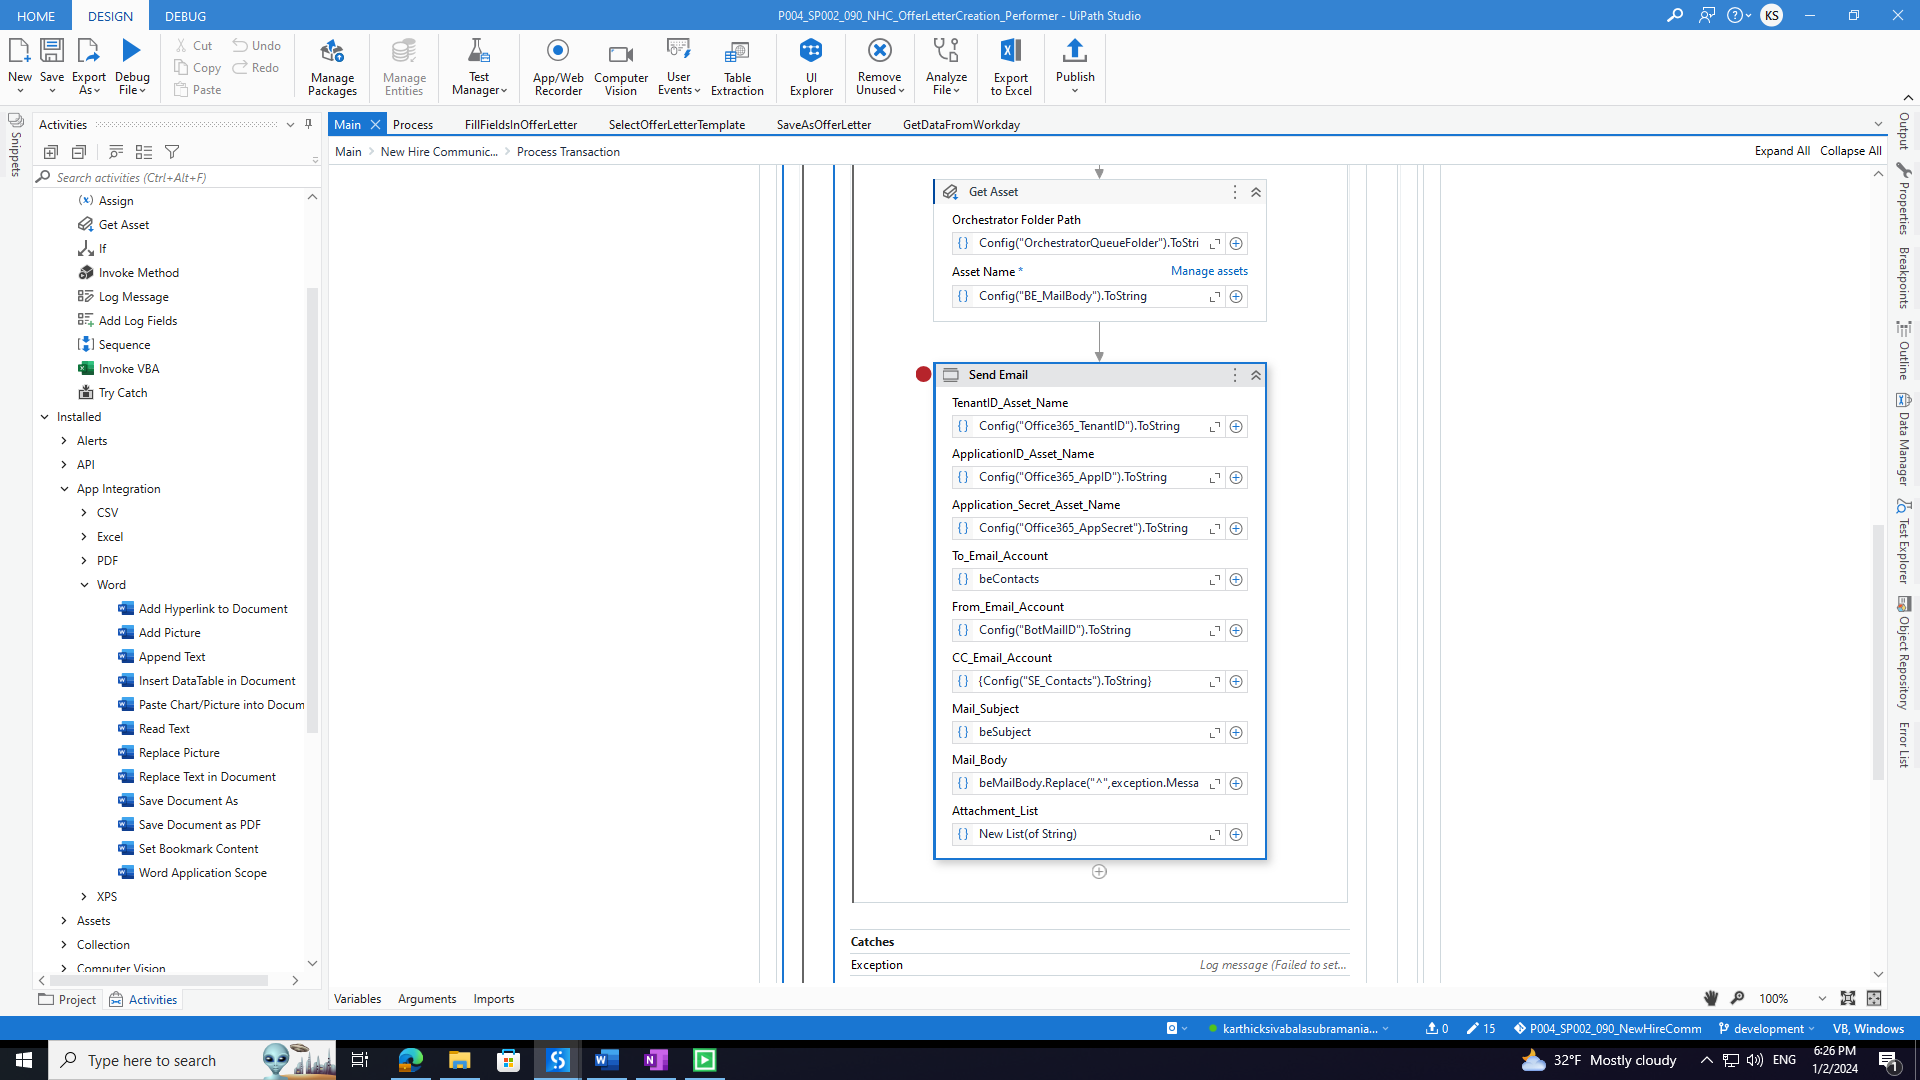 HOME
DESIGN
DEBUG
P004_SP002_090_NHC_OfferLetterCreation_Performer - UiPath Studio
KS
New
Save
Export As
Debug File
Cut
Copy
Paste
Undo
Redo
Manage Packages
Manage Entities
Test Manager
App/Web Recorder
Computer Vision
User Events
Table Extraction
UI Explorer
Remove Unused
Analyze File
Export to Excel
Publish
Snippets
Activities
Search activities (Ctrl+Alt+F)
Assign
Get Asset
If
Invoke Method
Log Message
Add Log Fields
Sequence
Invoke VBA
Try Catch
Installed
Alerts
API
App Integration
CSV
Excel
PDF
Word
Add Hyperlink to Document
Add Picture
Append Text
Insert DataTable in Document
Paste Chart/Picture into Docum
Read Text
Replace Picture
Replace Text in Document
Save Document As
Save Document as PDF
Set Bookmark Content
Word Application Scope
XPS
Assets
Collection
Computer Vision
Project
Activities
Main
Process
FillFieldsInOfferLetter
SelectOfferLetterTemplate
SaveAsOfferLetter
GetDataFromWorkday
Main > New Hire Communic... > Process Transaction
Expand All
Collapse All
Get Asset
Orchestrator Folder Path
Config("OrchestratorQueueFolder").ToStri
Asset Name *
Manage assets
Config("BE_MailBody").ToString
Send Email
TenantID_Asset_Name
Config("Office365_TenantID").ToString
ApplicationID_Asset_Name
Config("Office365_AppID").ToString
Application_Secret_Asset_Name
Config("Office365_AppSecret").ToString
To_Email_Account
beContacts
From_Email_Account
Config("BotMailID").ToString
CC_Email_Account
{Config("SE_Contacts").ToString}
Mail_Subject
beSubject
Mail_Body
beMailBody.Replace("^",exception.Messa
Attachment_List
New List(of String)
Catches
Exception
Log message (Failed to set...
Variables
Arguments
Imports
100%
Output
Properties
Breakpoints
Outline
Data Manager
Test Explorer
Object Repository
Error List
karthicksivabalasubramania...
0
15
P004_SP002_090_NewHireComm
development
VB, Windows
Type here to search
32°F Mostly cloudy
ENG
6:26 PM
1/2/2024
1